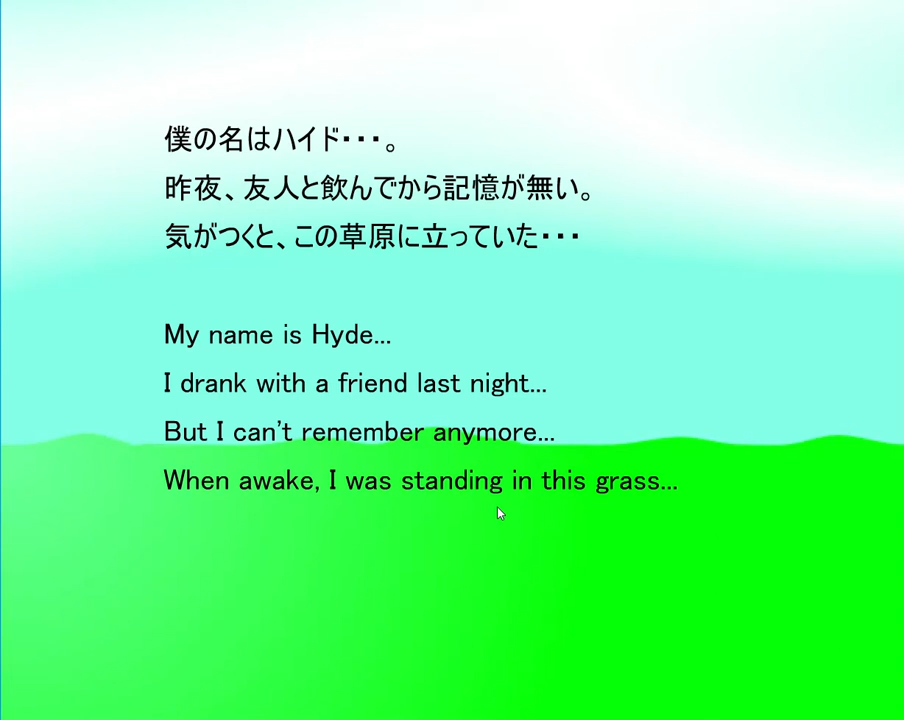 僕の名はハイド・・・。
昨夜、友人と飲んでから記憶が無い。
気がつくと、この草原に立っていた・・・
My name is Hyde...
I drank with a friend last night...
But I can't remember anymore...
When awake, I was standing in this grass...